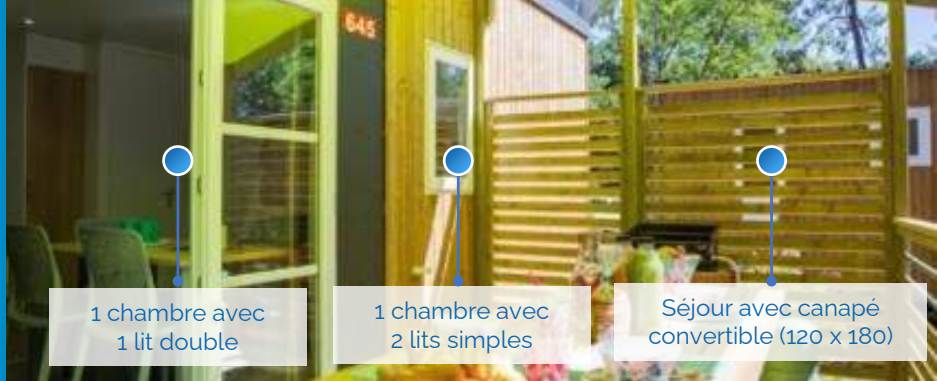 645
1 chambre avec
1 lit double
1 chambre avec
2 lits simples
Séjour avec canapé
convertible (120 x 180)